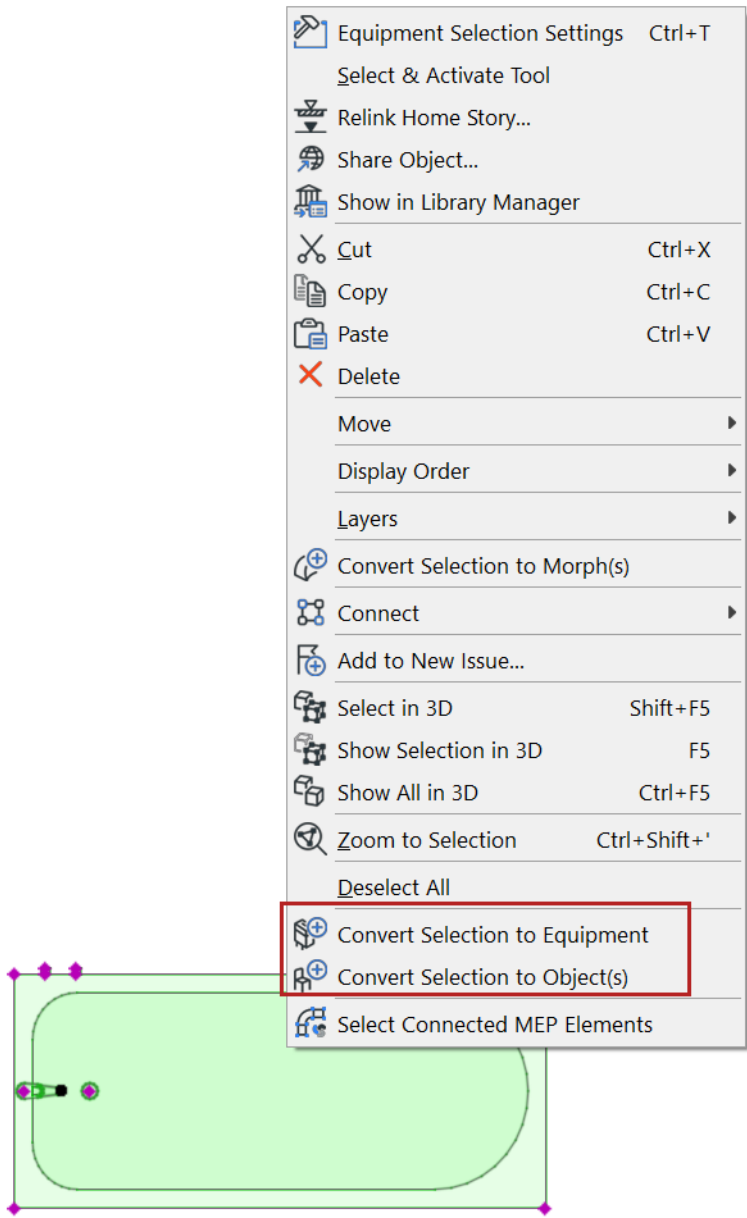 Equipment Selection Settings Ctrl+T
Select & Activate Tool
Relink Home Story...
Share Object...
Show in Library Manager
Cut Ctrl+X
Copy Ctrl+C
Paste Ctrl+V
Delete
Move
Display Order
Layers
Convert Selection to Morph(s)
Connect
Add to New Issue...
Select in 3D Shift+F5
Show Selection in 3D F5
Show All in 3D Ctrl+F5
Zoom to Selection Ctrl+Shift+'
Deselect All
Convert Selection to Equipment
Convert Selection to Object(s)
Select Connected MEP Elements